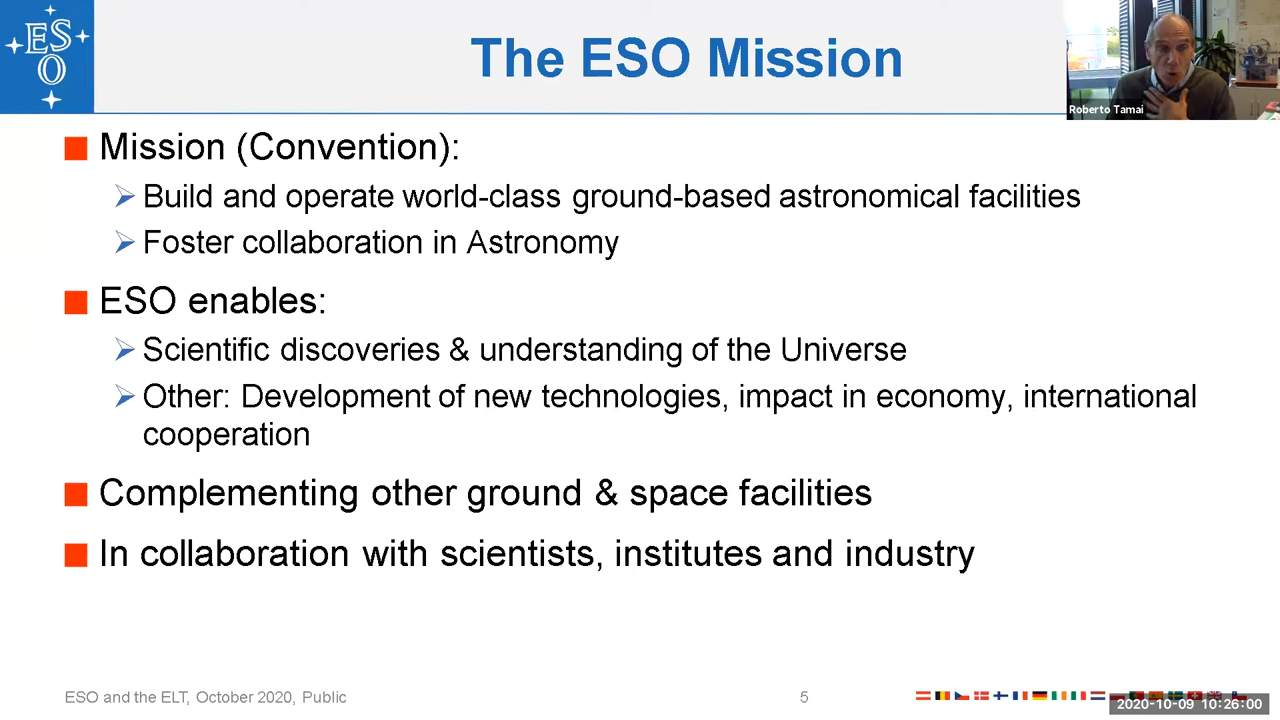 ES
O
The ESO Mission
Roberto Tamai
Mission (Convention):
Build and operate world-class ground-based astronomical facilities
Foster collaboration in Astronomy
ESO enables:
Scientific discoveries & understanding of the Universe
Other: Development of new technologies, impact in economy, international
cooperation
Complementing other ground & space facilities
In collaboration with scientists, institutes and industry
ESO and the ELT, October 2020, Public
5
2020-10-09 10:26:00